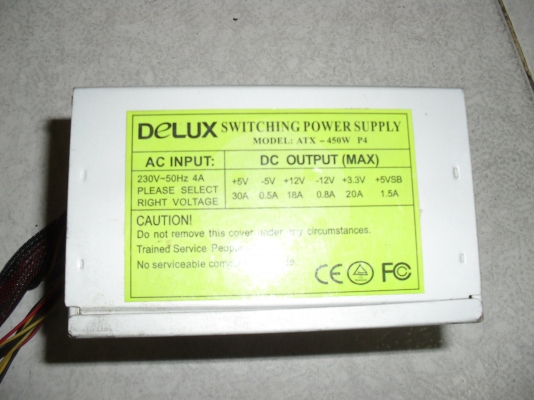 DeLUX SWITCHING POWER SUPPLY
MODEL: ATX - 450W P4
AC INPUT: DC OUTPUT (MAX)
230V~50Hz 4A
PLEASE SELECT
RIGHT VOLTAGE
+5V -5V +12V -12V +3.3V +5VSB
30A 0.5A 18A 0.8A 20A 1.5A
CAUTION!
Do not remove this cover under any circumstances.
Trained Service
No serviceable
CE FC